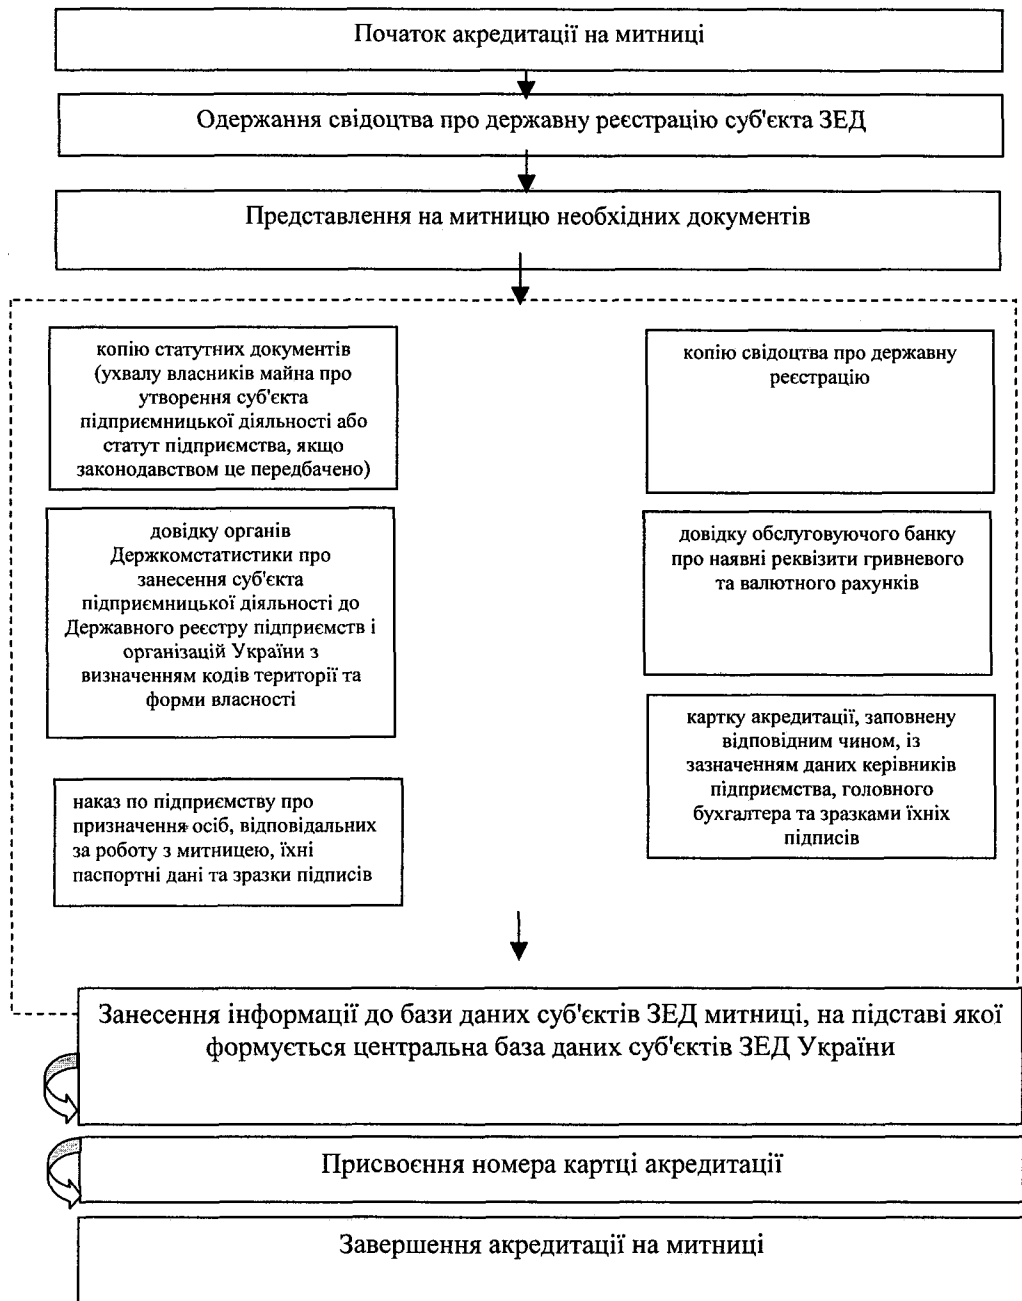 Початок акредитації на митниці
Одержання свідоцтва про державну реєстрацію суб'єкта ЗЕД
Представлення на митницю необхідних документів
копію статутних документів
(ухвалу власників майна про
утворення суб'єкта
підприємницької діяльності або
статут підприємства, якщо
законодавством це передбачено)
копію свідоцтва про державну
реєстрацію
довідку органів
Держкомстатистики про
занесення суб'єкта
підприємницької діяльності до
Державного реєстру підприємств і
організацій України з
визначенням кодів території та
форми власності
довідку обслуговуючого банку
про наявні реквізити гривневого
та валютного рахунків
картку акредитації, заповнену
відповідним чином, із
зазначенням даних керівників
підприємства, головного
бухгалтера та зразками їхніх
підписів
наказ по підприємству про
призначення осіб, відповідальних
за роботу з митницею, їхні
паспортні дані та зразки підписів
Занесення інформації до бази даних суб'єктів ЗЕД митниці, на підставі якої
формується центральна база даних суб'єктів ЗЕД України
Присвоєння номера картці акредитації
Завершення акредитації на митниці